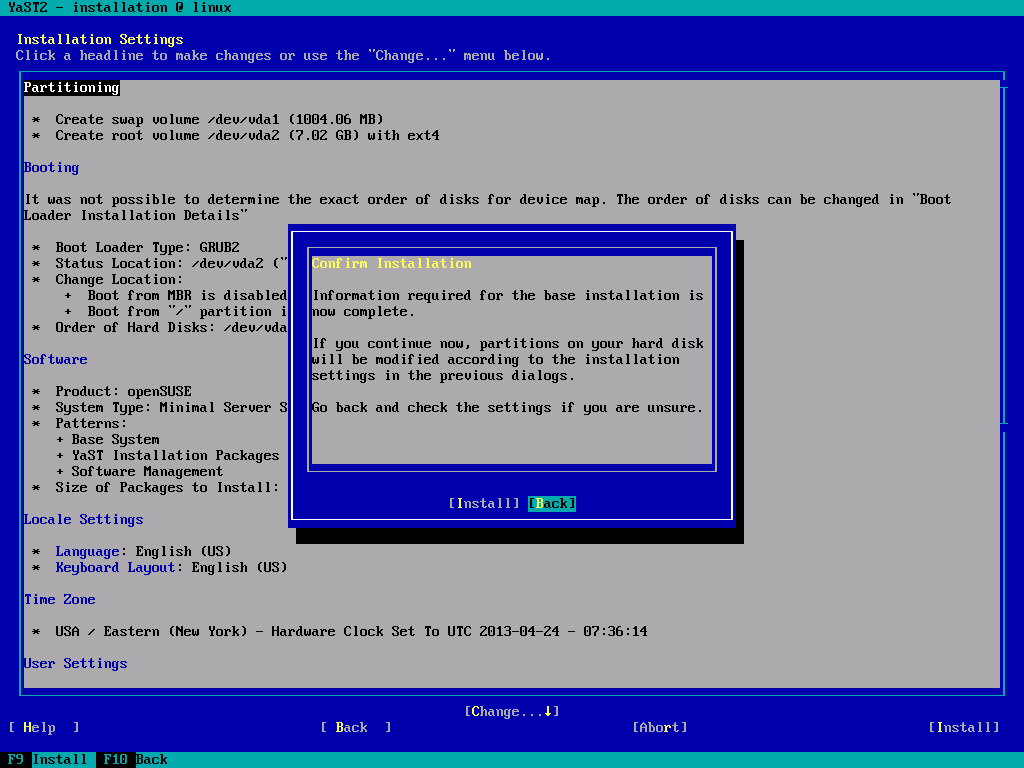 YaST2 - installation @ linux
Installation Settings
Click a headline to make changes or use the "Change..." menu below.
Partitioning
* Create swap volume /dev/vda1 (1004.06 MB)
* Create root volume /dev/vda2 (7.02 GB) with ext4
Booting
It was not possible to determine the exact order of disks for device map. The order of disks can be changed in "Boot
Loader Installation Details"
* Boot Loader Type: GRUB2
* Status Location: /dev/vda2 ("
* Change Location:
+ Boot from MBR is disabled
+ Boot from "/" partition i
* Order of Hard Disks: /dev/vda
Software
* Product: openSUSE
* System Type: Minimal Server S
* Patterns:
+ Base System
+ YaST Installation Packages
+ Software Management
* Size of Packages to Install:
Locale Settings
* Language: English (US)
* Keyboard Layout: English (US)
Time Zone
* USA / Eastern (New York) - Hardware Clock Set To UTC 2013-04-24 - 07:36:14
User Settings
Confirm Installation
Information required for the base installation is
now complete.
If you continue now, partitions on your hard disk
will be modified according to the installation
settings in the previous dialogs.
Go back and check the settings if you are unsure.
[Install] [Back]
[Change...↓]
[ Help ] [ Back ] [Abort] [Install]
F9 Install F10 Back